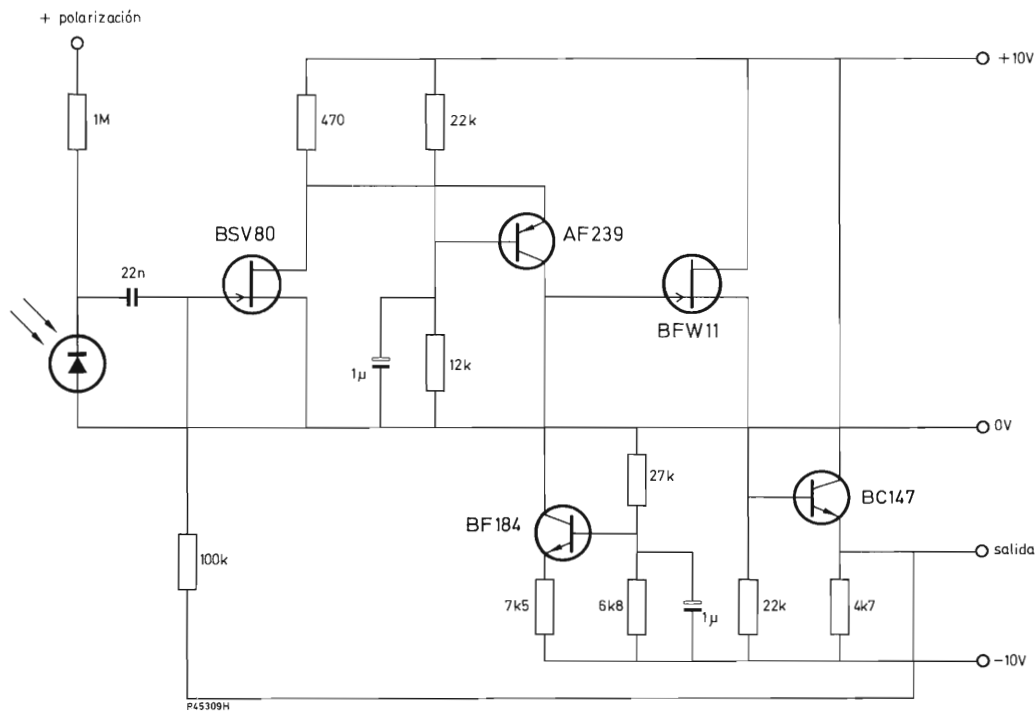 + polarización
+10V
1M
470
22k
BSV80
AF239
22n
BFW11
1µ
12k
0V
27k
BC147
BF184
salida
100k
7k5
6k8
1µ
22k
4k7
-10V
P45309H